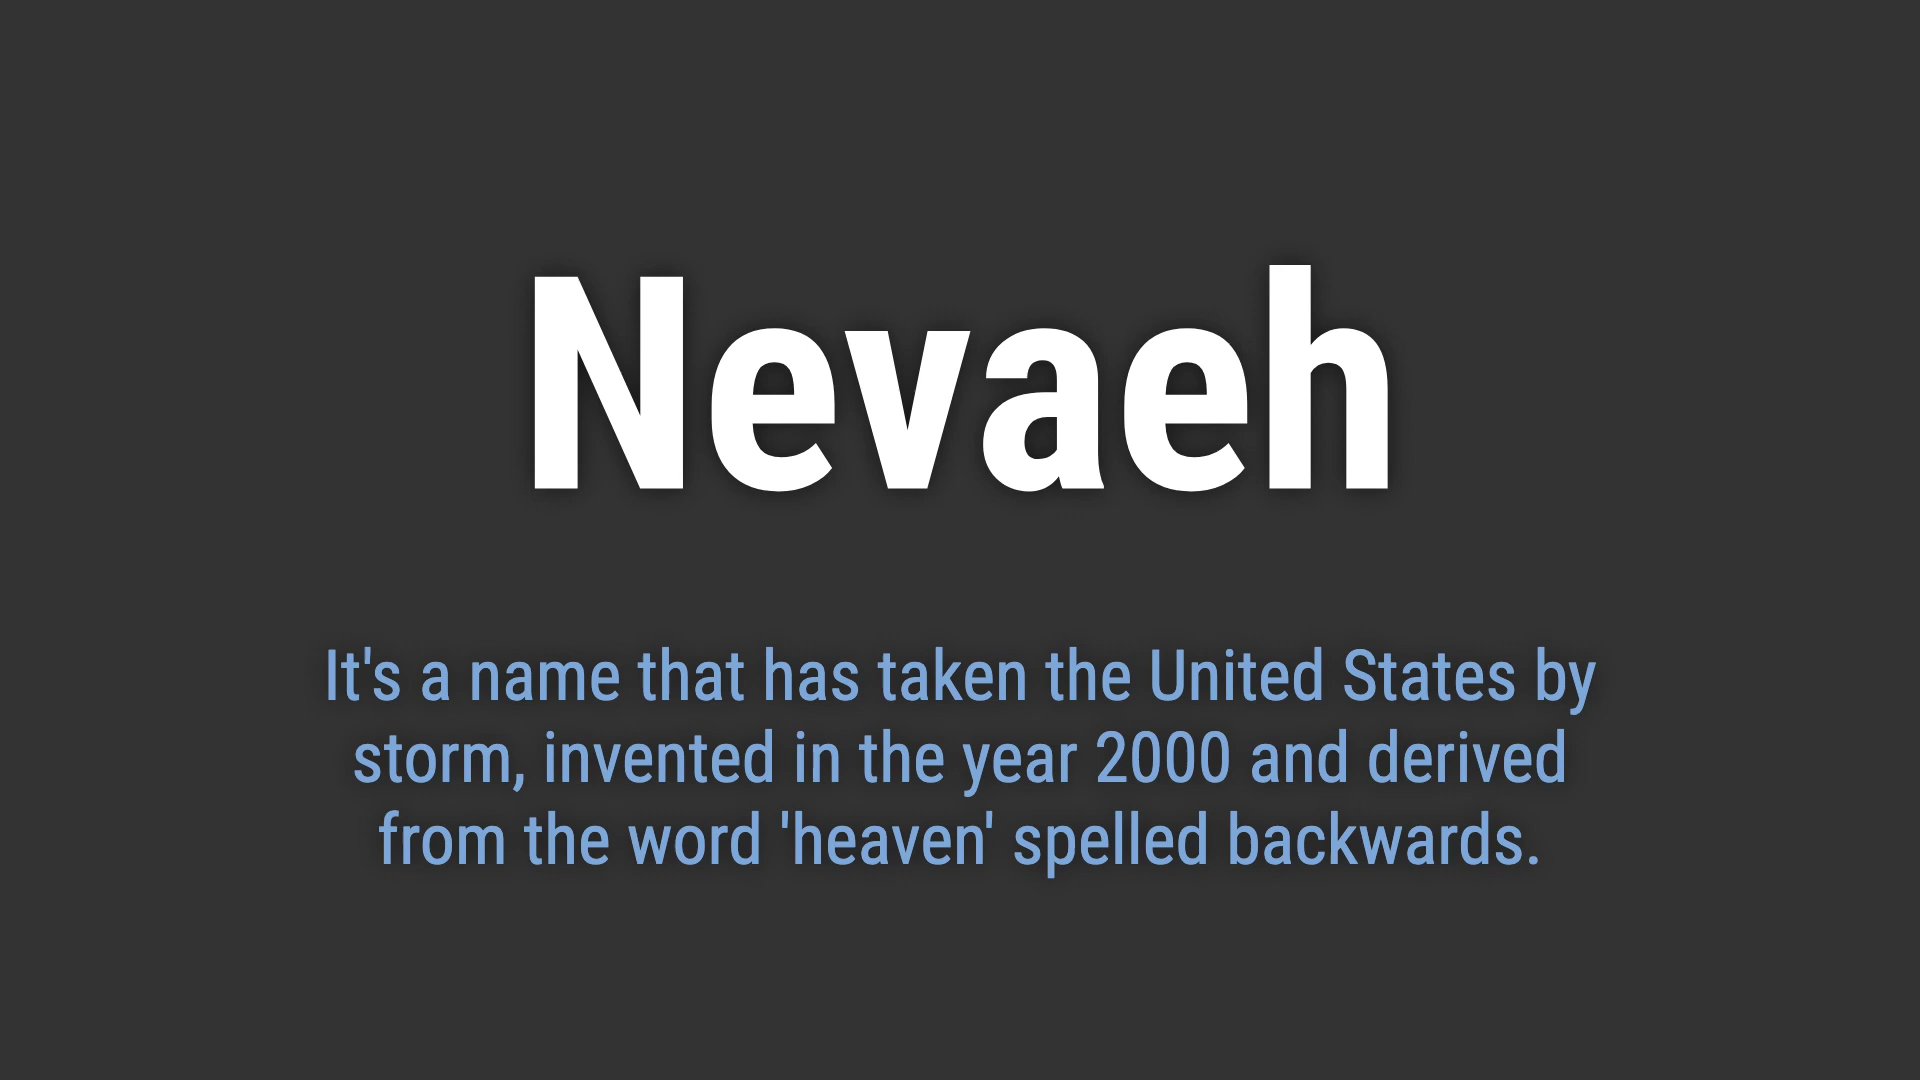 Nevaeh
It's a name that has taken the United States by
storm, invented in the year 2000 and derived
from the word 'heaven' spelled backwards.